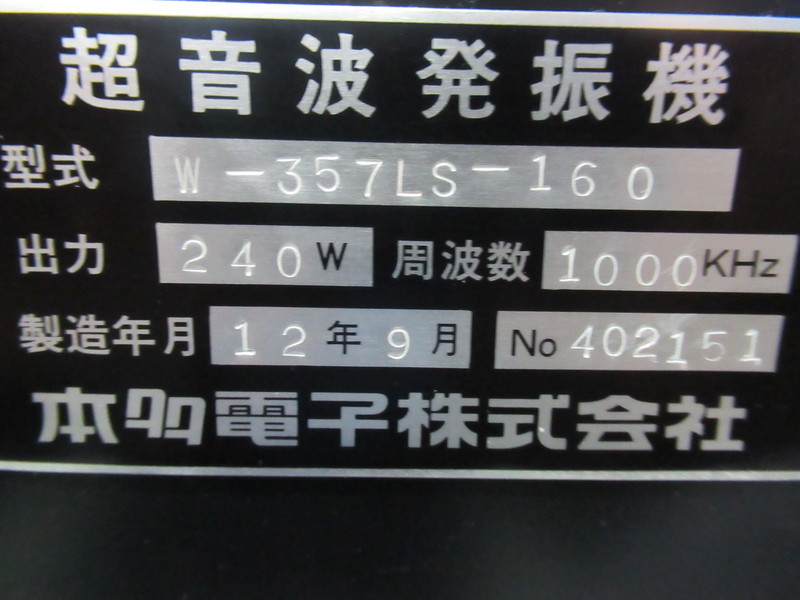 超音波発振機
型式 W-357LS-160
出力 240W 周波数 1000KHz
製造年月 12年9月 No 402151
本多電子株式会社